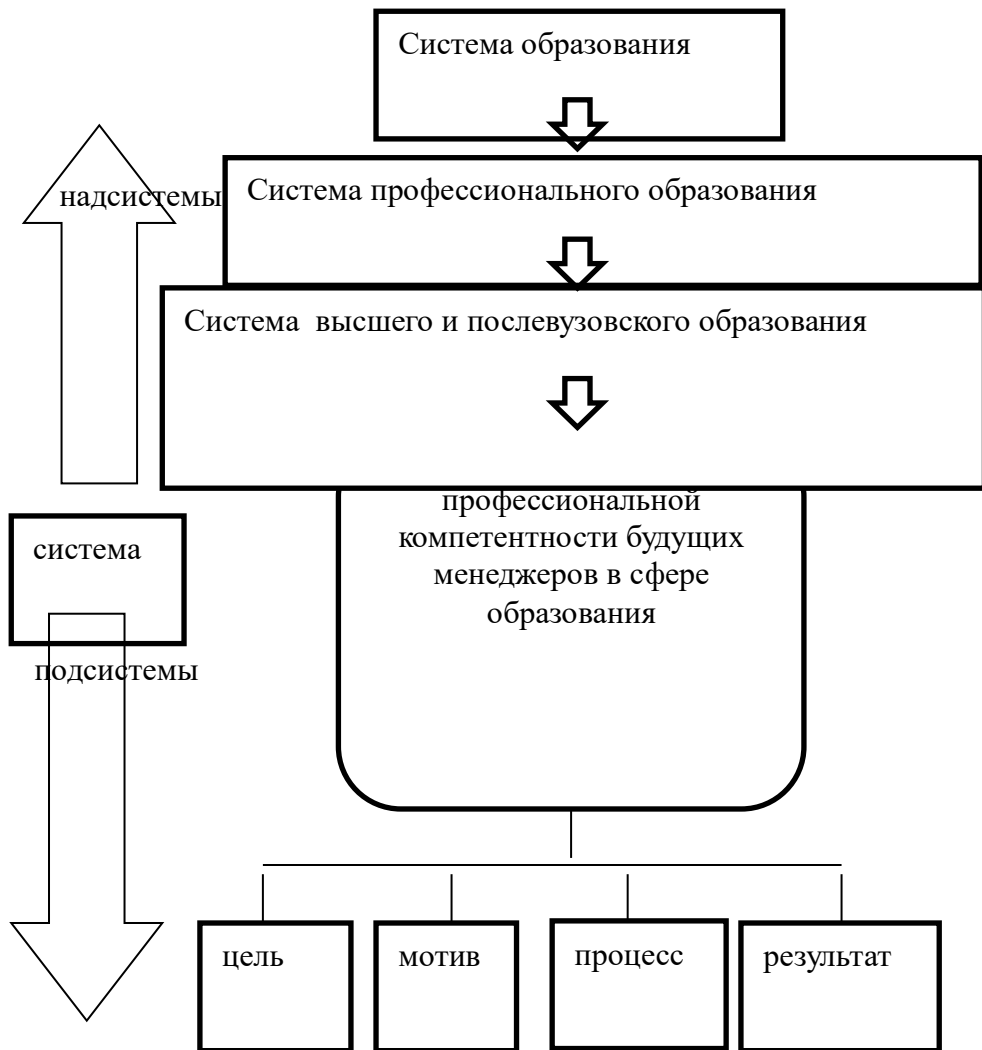 Система образования
надсистемы
Система профессионального образования
Система  высшего и послевузовского образования
профессиональной
компетентности будущих
менеджеров в сфере
образования
система
подсистемы
цель
мотив
процесс
результат